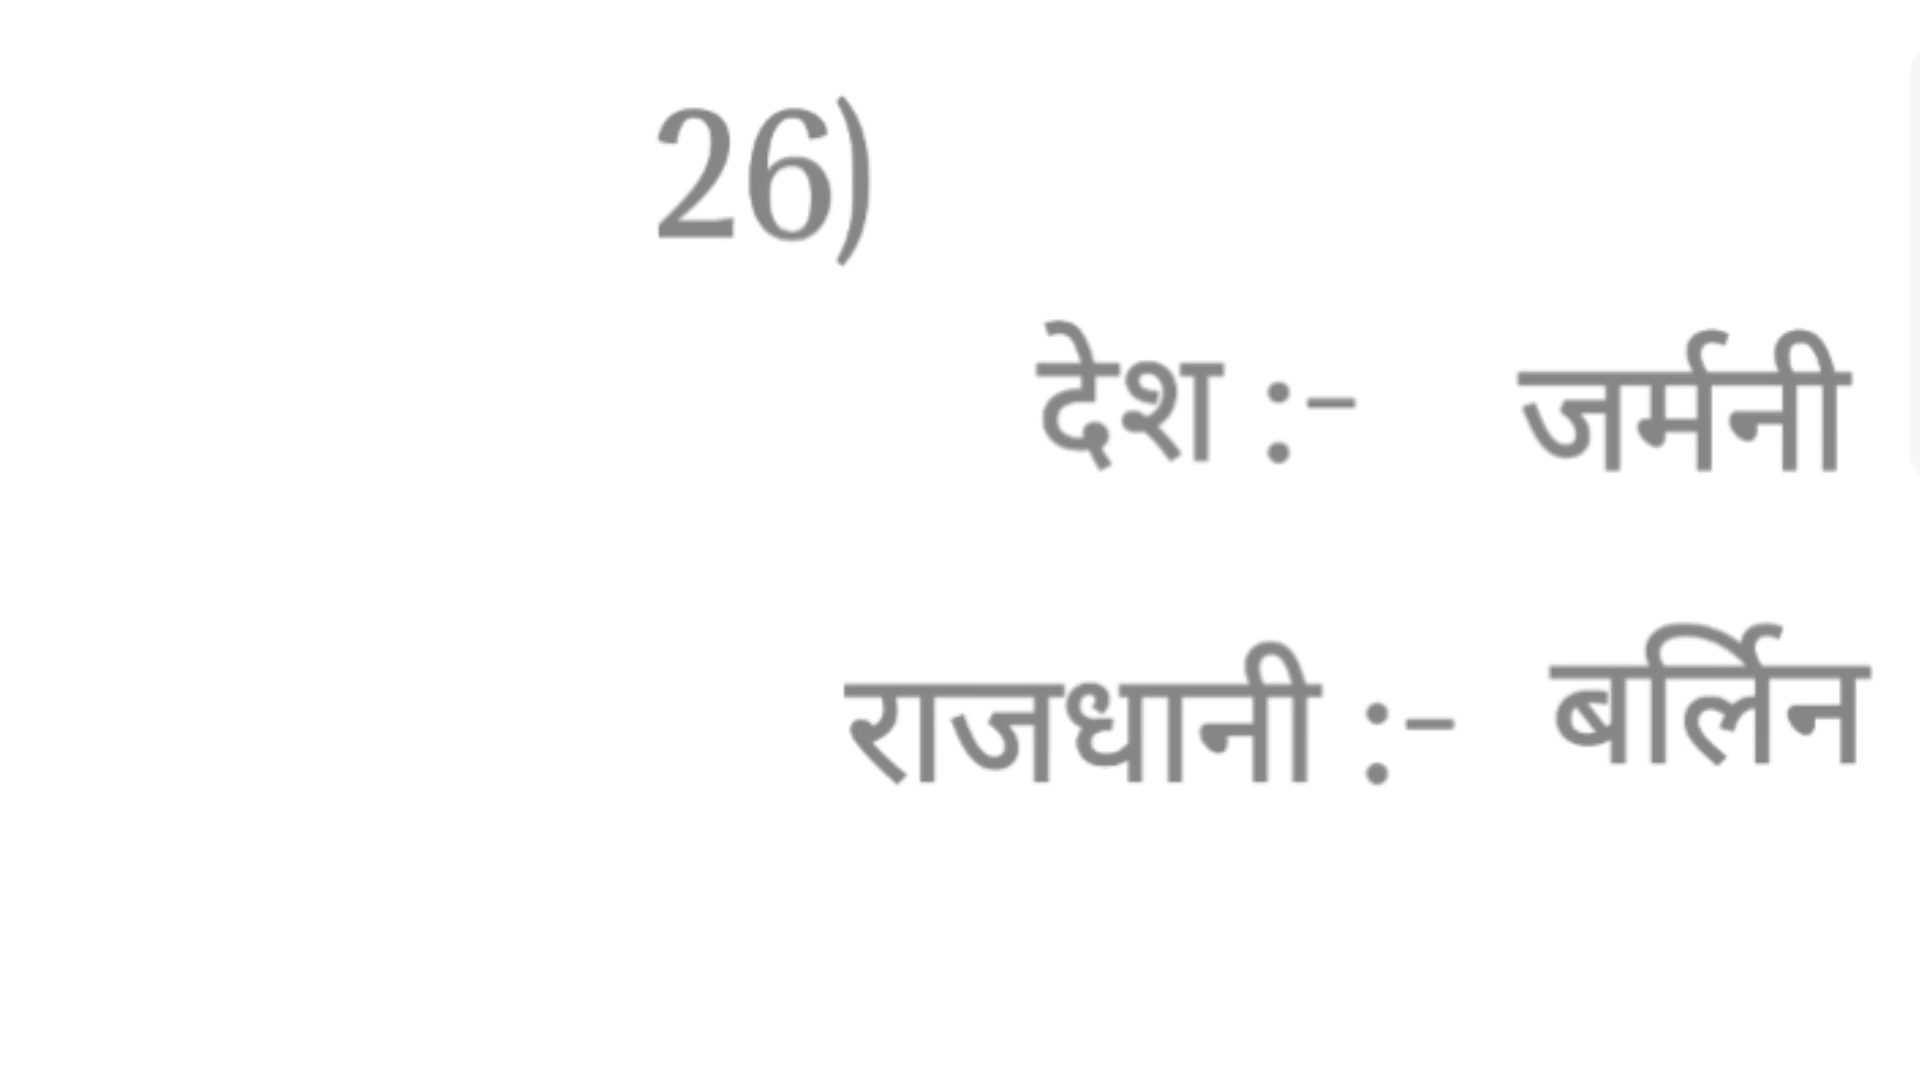 26)
देश :- जर्मनी
राजधानी :- बर्लिन